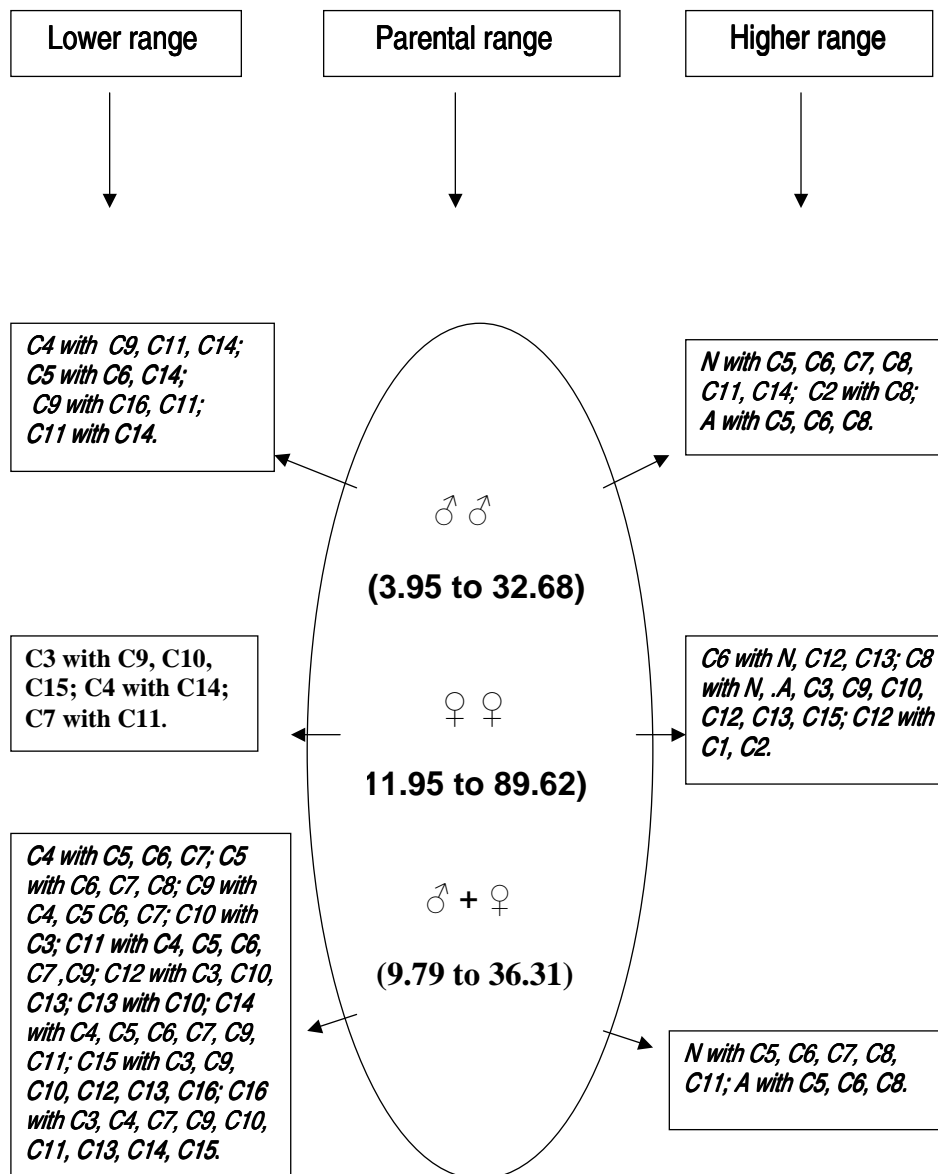 Lower range
Parental range
Higher range
C4 with C9, C11, C14;
C5 with C6, C14;
C9 with C16, C11;
C11 with C14.
N with C5, C6, C7, C8,
C11, C14; C2 with C8;
A with C5, C6, C8.
♂♂
(3.95 to 32.68)
C3 with C9, C10,
C15; C4 with C14;
C7 with C11.
♀ ♀
11.95 to 89.62)
C6 with N, C12, C13; C8
with N, .A, C3, C9, C10,
C12, C13, C15; C12 with
C1, C2.
C4 with C5, C6, C7; C5
with C6, C7, C8; C9 with
C4, C5 C6, C7; C10 with
C3; C11 with C4, C5, C6,
C7 ,C9; C12 with C3, C10,
C13; C13 with C10; C14
with C4, C5, C6, C7, C9,
C11; C15 with C3, C9,
C10, C12, C13, C16; C16
with C3, C4, C7, C9, C10,
C11, C13, C14, C15.
♂ + ♀
(9.79 to 36.31)
N with C5, C6, C7, C8,
C11; A with C5, C6, C8.